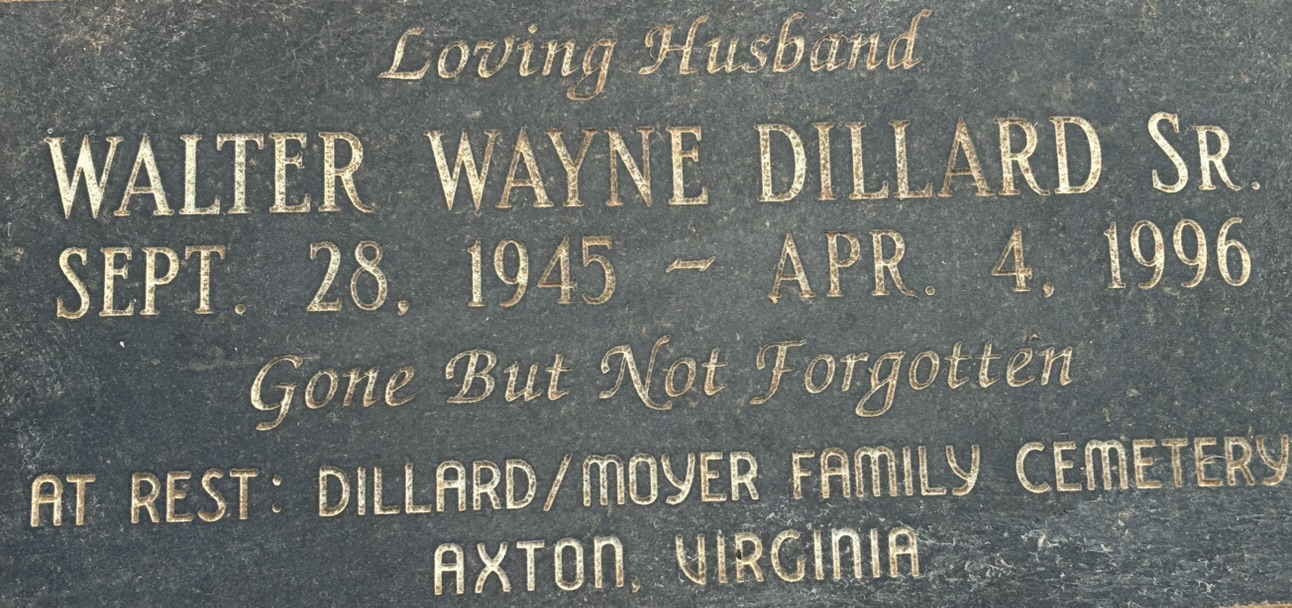 Loving Husband
WALTER WAYNE DILLARD SR.
SEPT. 28, 1945 ~ APR. 4, 1996
Gone But Not Forgotten
AT REST: DILLARD/MOYER FAMILY CEMETERY
AXTON, VIRGINIA